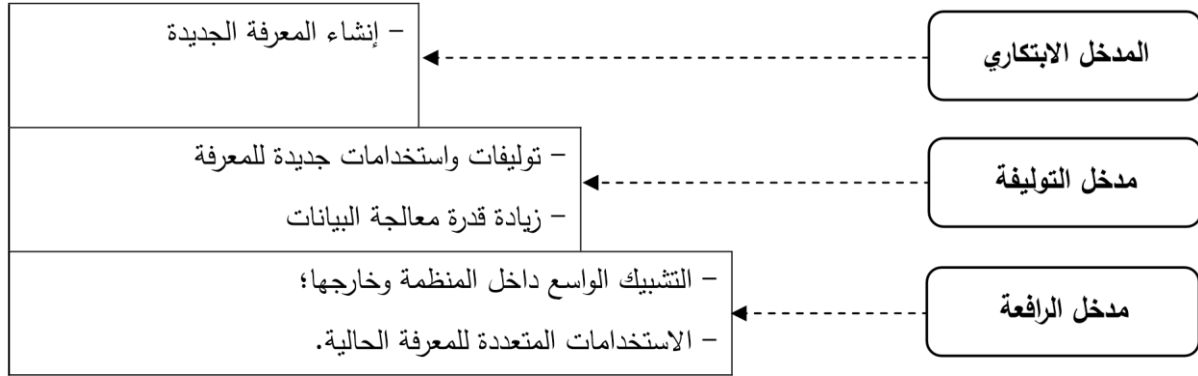 المدخل الابتكاري
– إنشاء المعرفة الجديدة
مدخل التوليفة
– توليفات واستخدامات جديدة للمعرفة
– زيادة قدرة معالجة البيانات
مدخل الرافعة
– التشبيك الواسع داخل المنظمة وخارجها؛
– الاستخدامات المتعددة للمعرفة الحالية.